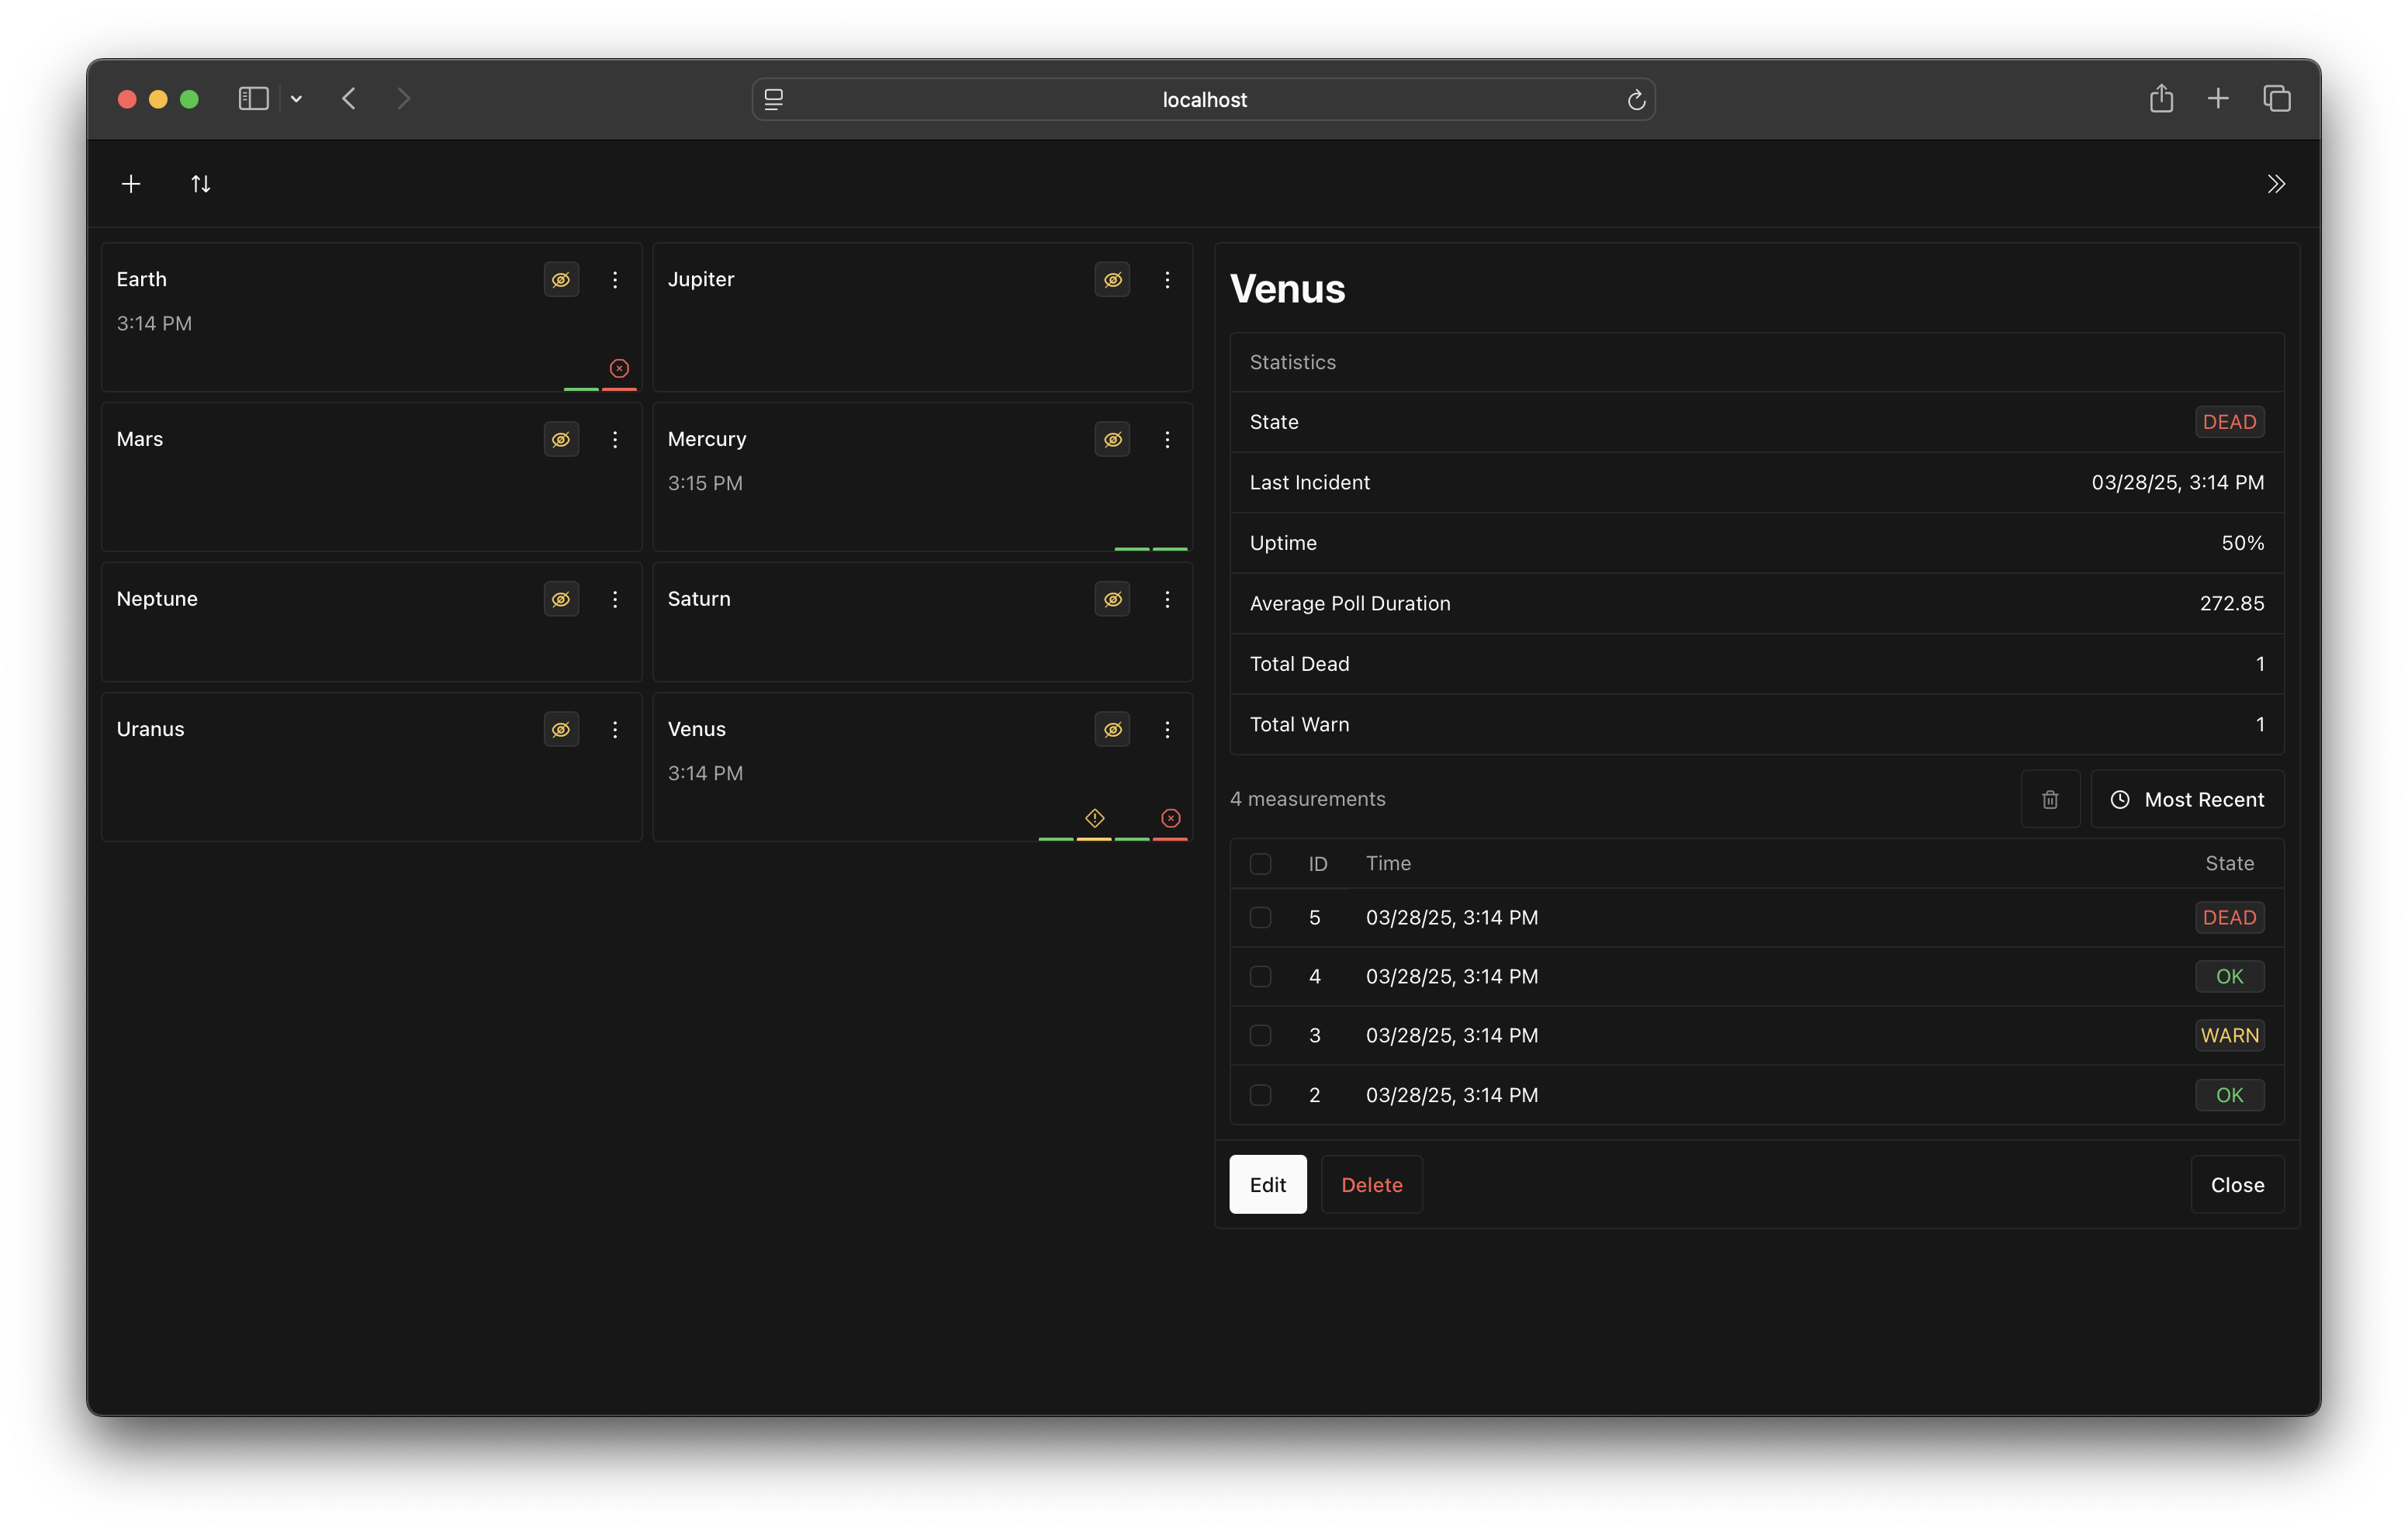 localhost
Earth
3:14 PM
Jupiter
Mars
Mercury
3:15 PM
Neptune
Saturn
Uranus
Venus
3:14 PM
Venus
Statistics
State DEAD
Last Incident 03/28/25, 3:14 PM
Uptime 50%
Average Poll Duration 272.85
Total Dead 1
Total Warn 1
4 measurements Most Recent
ID Time State
5 03/28/25, 3:14 PM DEAD
4 03/28/25, 3:14 PM OK
3 03/28/25, 3:14 PM WARN
2 03/28/25, 3:14 PM OK
Edit Delete Close